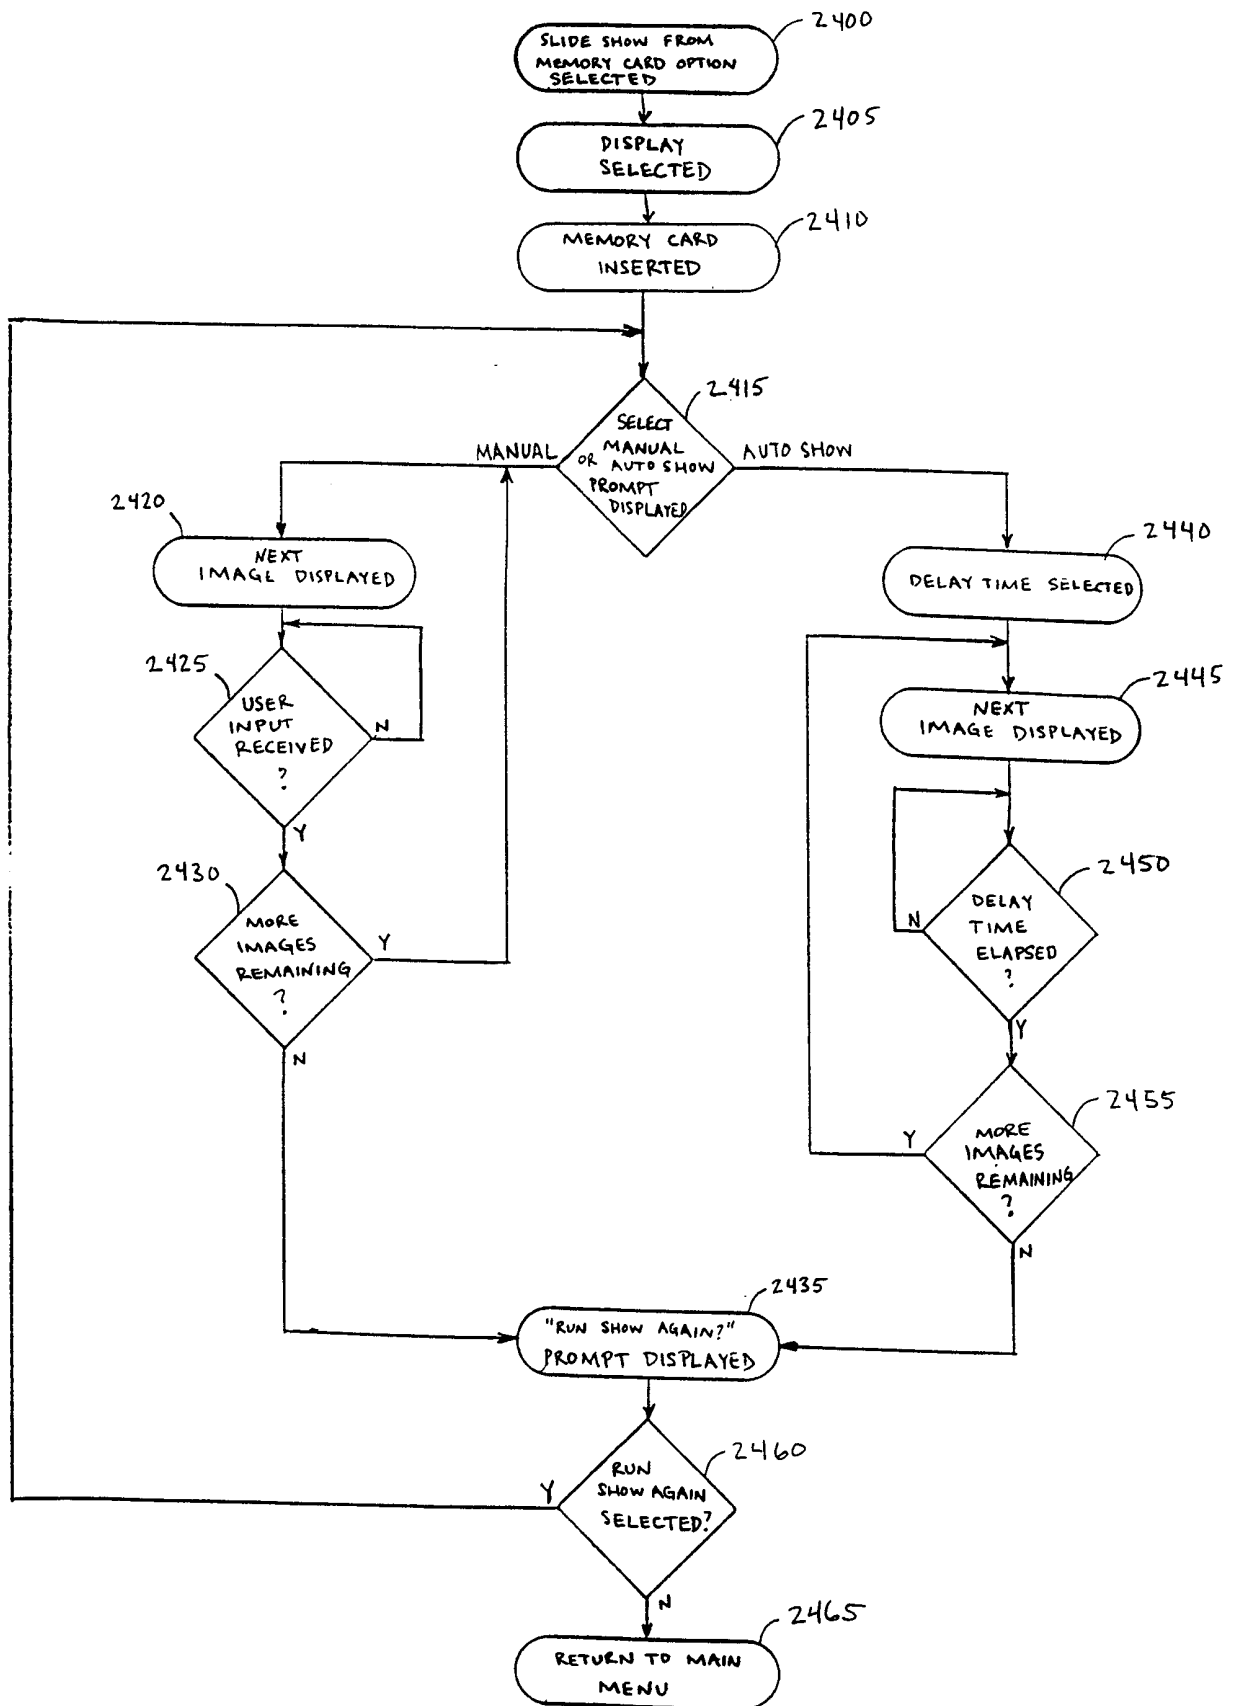 2400
SLIDE SHOW FROM
MEMORY CARD OPTION
SELECTED
2405
DISPLAY
SELECTED
2410
MEMORY CARD
INSERTED
2415
SELECT
MANUAL
OR AUTO SHOW
PROMPT
DISPLAYED
MANUAL
AUTO SHOW
2420
NEXT
IMAGE DISPLAYED
2425
USER
INPUT
RECEIVED
?
N
Y
2430
MORE
IMAGES
REMAINING
?
Y
N
2440
DELAY TIME SELECTED
2445
NEXT
IMAGE DISPLAYED
2450
DELAY
TIME
ELAPSED
?
N
Y
2455
MORE
IMAGES
REMAINING
?
Y
N
2435
"RUN SHOW AGAIN?"
PROMPT DISPLAYED
2460
RUN
SHOW AGAIN
SELECTED?
Y
N
2465
RETURN TO MAIN
MENU